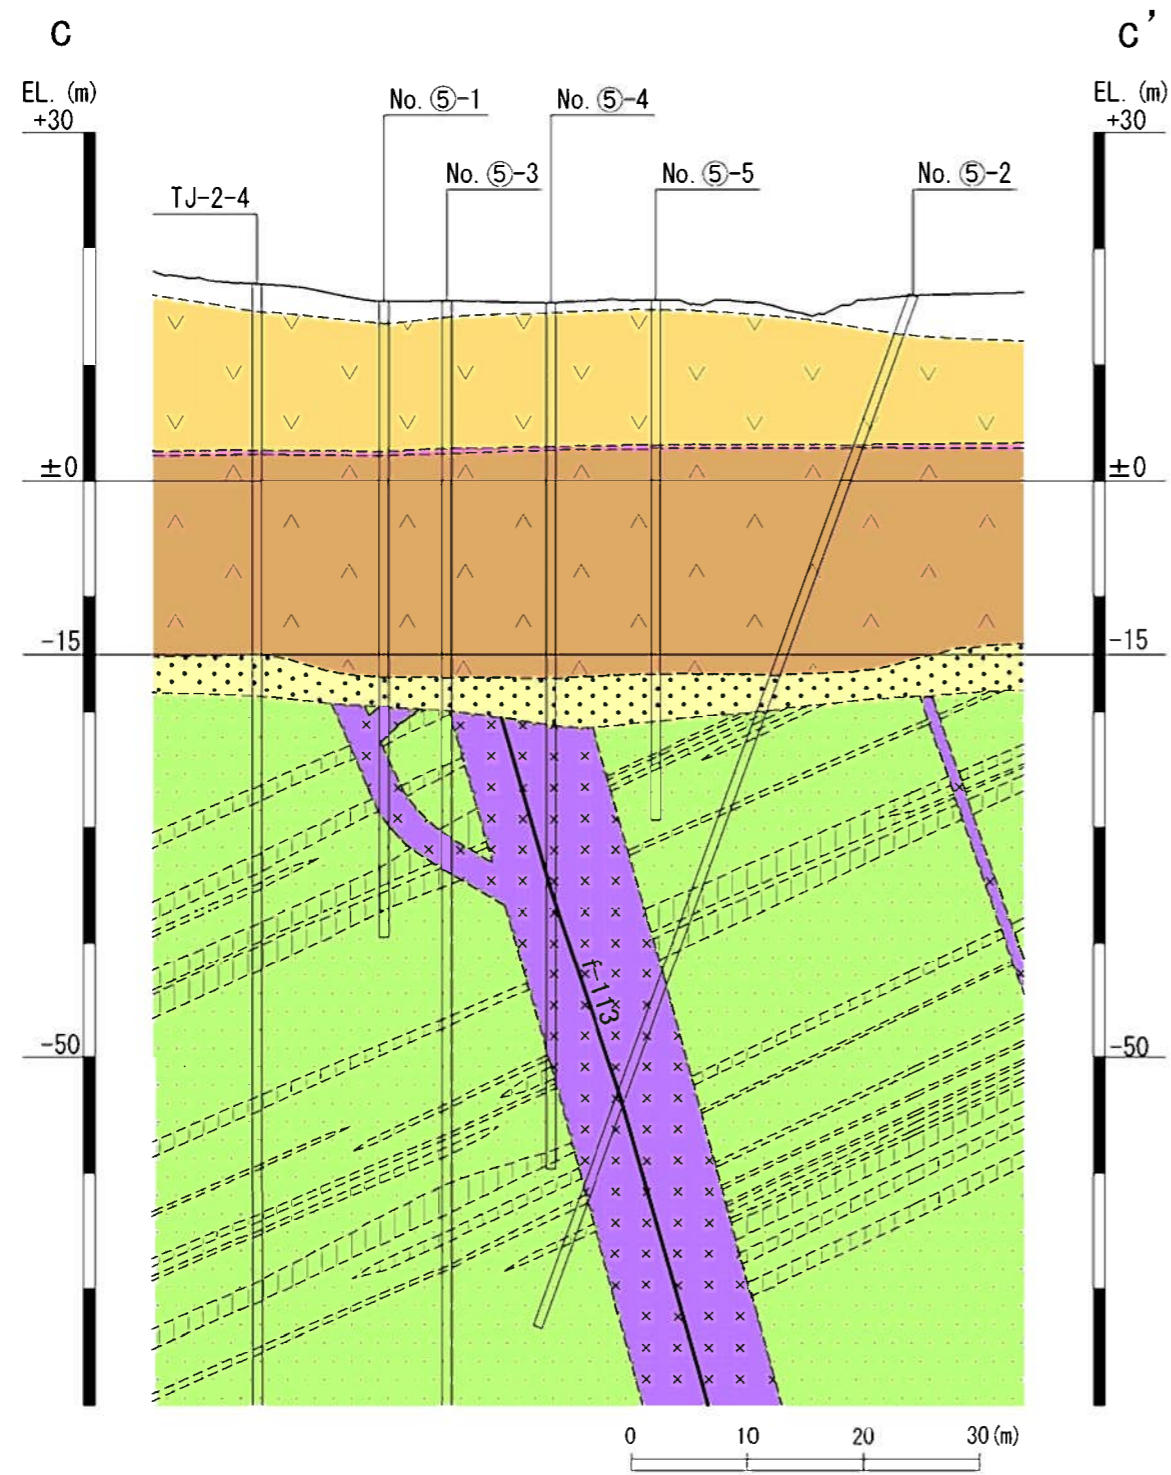 C
C'
EL. (m)
EL. (m)
+30
+30
No. ⑤-1
No. ⑤-4
No. ⑤-3
No. ⑤-5
No. ⑤-2
TJ-2-4
±0
±0
-15
-15
f-113
-50
-50
0 10 20 30(m)